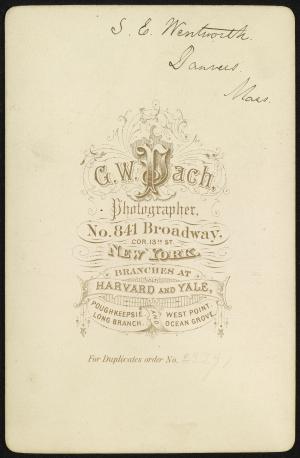 S. E. Wentworth.
Danvers.
Mass.
G. W. Pach,
Photographer,
No. 841 Broadway.
COR. 13TH ST
NEW YORK.
BRANCHES AT
HARVARD AND YALE,
POUGHKEEPSIE AND WEST POINT
LONG BRANCH OCEAN GROVE.
For Duplicates order No.